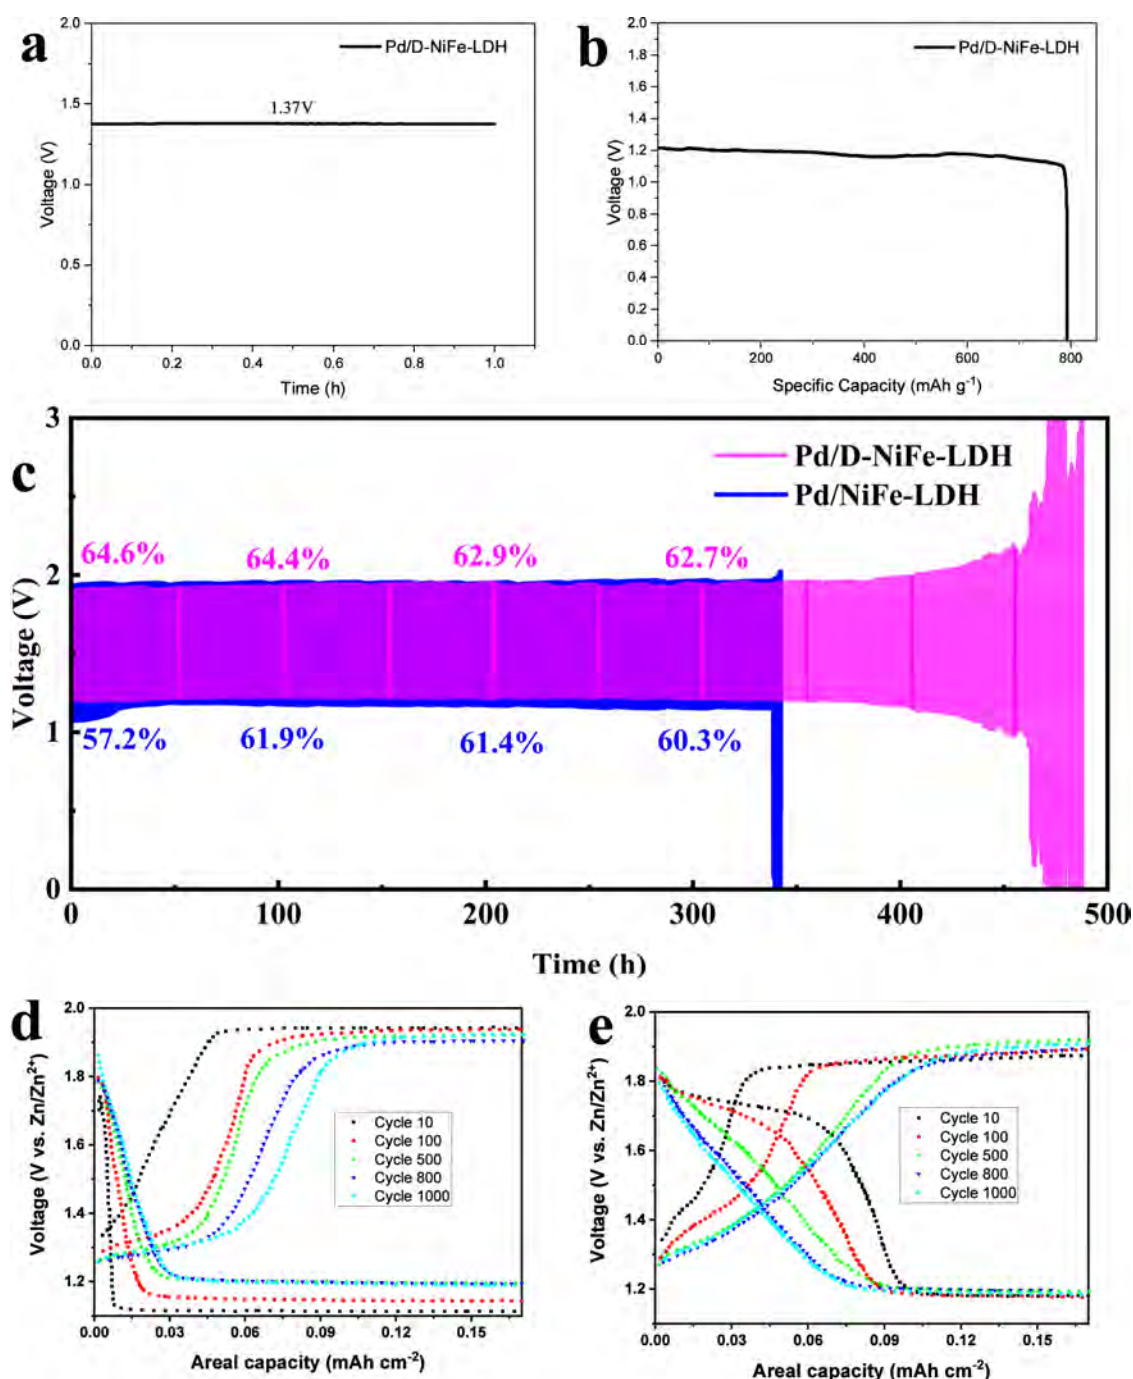 a
2.0
1.5
1.0
0.5
0.0
Voltage (V)
Pd/D-NiFe-LDH
1.37V
0.0 0.2 0.4 0.6 0.8 1.0
Time (h)
b
2.0
1.8
1.6
1.4
1.2
1.0
0.8
0.6
0.4
0.2
0.0
Voltage (V)
Pd/D-NiFe-LDH
0 200 400 600 800
Specific Capacity (mAh g⁻¹)
c
3
2
1
0
Voltage (V)
Pd/D-NiFe-LDH
Pd/NiFe-LDH
64.6% 64.4% 62.9% 62.7%
57.2% 61.9% 61.4% 60.3%
0 100 200 300 400 500
Time (h)
d
2.0
1.8
1.6
1.4
1.2
Voltage (V vs. Zn/Zn²⁺)
Cycle 10
Cycle 100
Cycle 500
Cycle 800
Cycle 1000
0.00 0.03 0.06 0.09 0.12 0.15
Areal capacity (mAh cm⁻²)
e
2.0
1.8
1.6
1.4
1.2
Voltage (V vs. Zn/Zn²⁺)
Cycle 10
Cycle 100
Cycle 500
Cycle 800
Cycle 1000
0.00 0.03 0.06 0.09 0.12 0.15
Areal capacity (mAh cm⁻²)